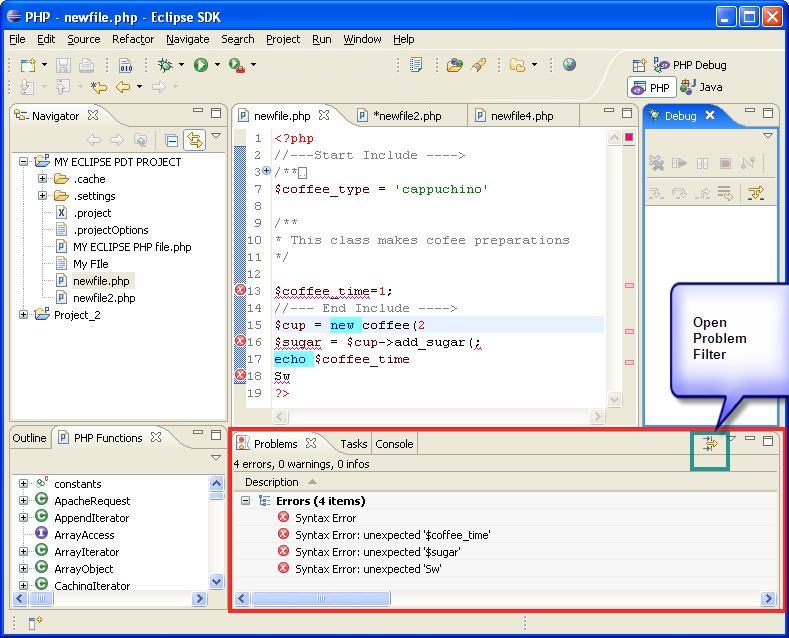 PHP - newfile.php - Eclipse SDK
File Edit Source Refactor Navigate Search Project Run Window Help
PHP Debug
PHP Java
Navigator
MY ECLIPSE PDT PROJECT
.cache
.settings
.project
.projectOptions
MY ECLIPSE PHP file.php
My FIle
newfile.php
newfile2.php
Project_2
newfile.php *newfile2.php newfile4.php
1 <?php
2 //---Start Include ---->
3 /**
7 $coffee_type = 'cappuchino'
8
9 /**
10 * This class makes cofee preparations
11 */
12
13 $coffee_time=1;
14 //--- End Include ---->
15 $cup = new coffee(2
16 $sugar = $cup->add_sugar(;
17 echo $coffee_time
18 Sw
19 ?>
Debug
Open
Problem
Filter
Outline PHP Functions
constants
ApacheRequest
AppendIterator
ArrayAccess
ArrayIterator
ArrayObject
CachingIterator
Problems Tasks Console
4 errors, 0 warnings, 0 infos
Description
Errors (4 items)
Syntax Error
Syntax Error: unexpected '$coffee_time'
Syntax Error: unexpected '$sugar'
Syntax Error: unexpected 'Sw'